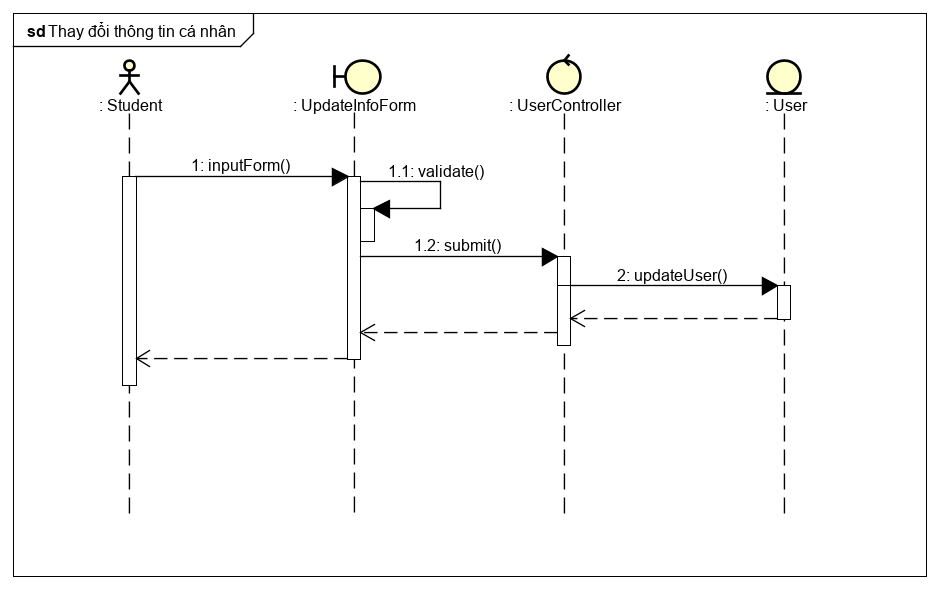 sd Thay đổi thông tin cá nhân
: Student
: UpdateInfoForm
: UserController
: User
1: inputForm()
1.1: validate()
1.2: submit()
2: updateUser()